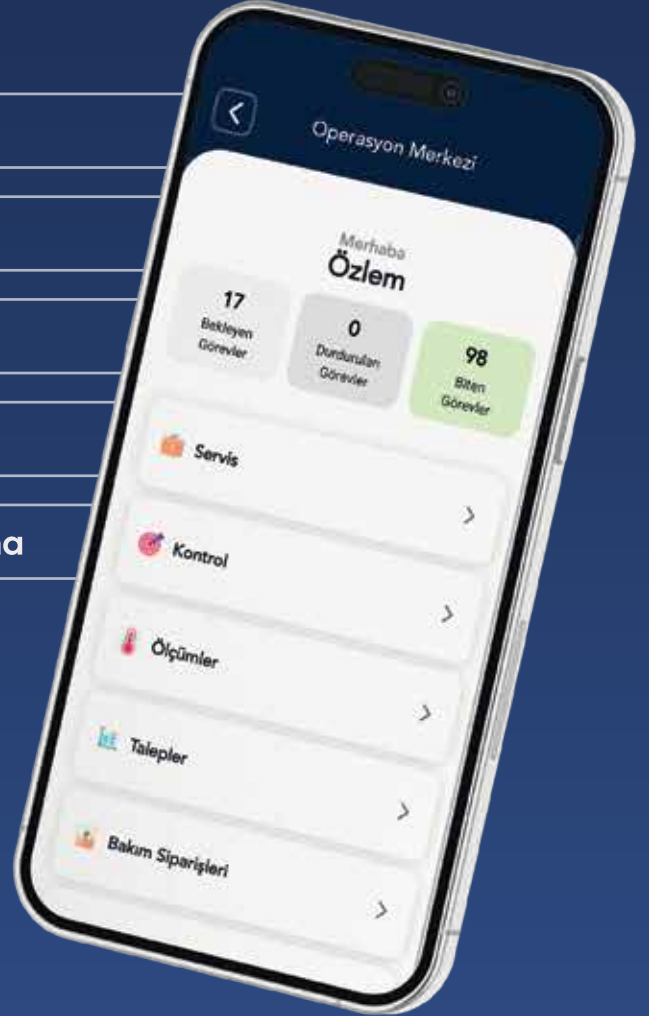 Operasyon Merkezi
Merhaba
Özlem
17
Bekleyen
Görevler
0
Durdurulan
Görevler
98
Biten
Görevler
Servis
Kontrol
Ölçümler
Talepler
Bakım Siparişleri